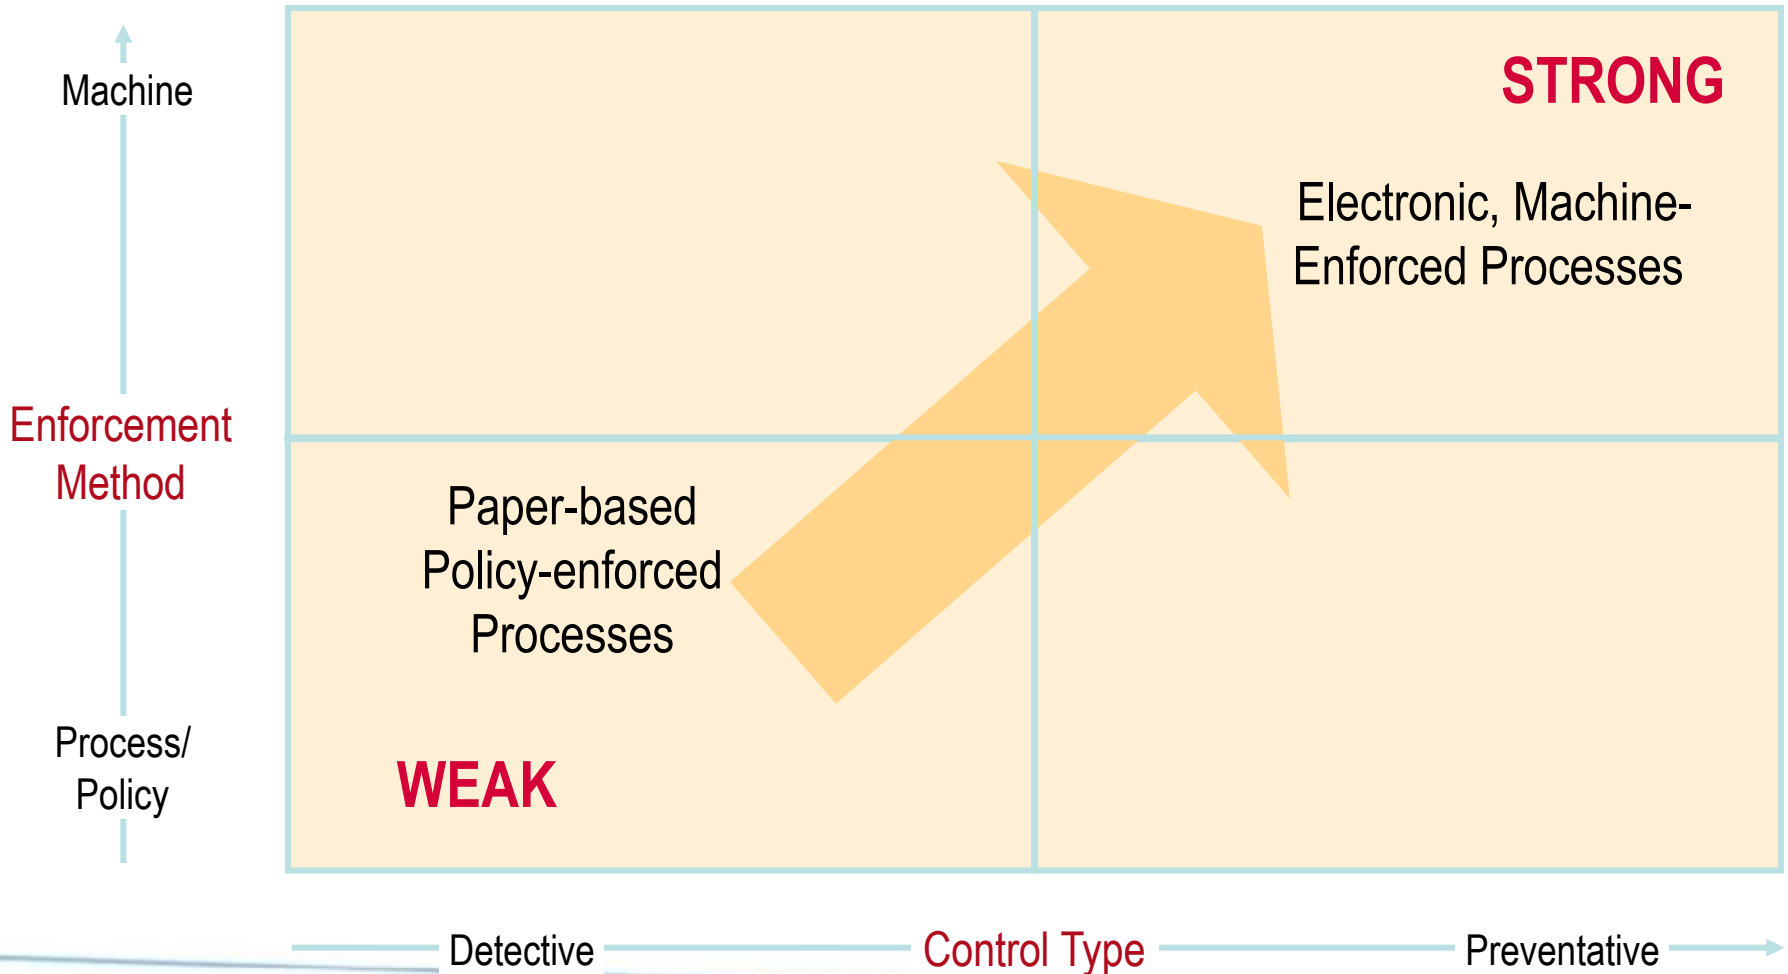 Machine
STRONG
Electronic, Machine-
Enforced Processes
Enforcement
Method
Paper-based
Policy-enforced
Processes
Process/
Policy
WEAK
Detective
Control Type
Preventative